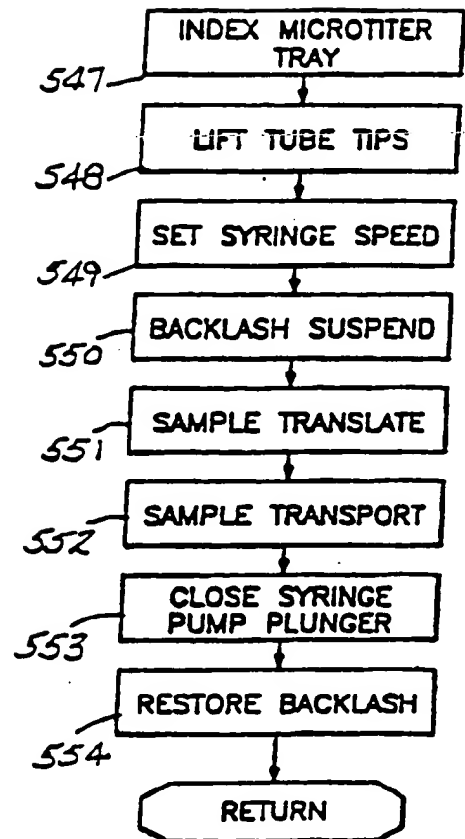 INDEX MICROTITER
TRAY
547
LIFT TUBE TIPS
548
SET SYRINGE SPEED
549
BACKLASH SUSPEND
550
SAMPLE TRANSLATE
551
SAMPLE TRANSPORT
552
CLOSE SYRINGE
PUMP PLUNGER
553
RESTORE BACKLASH
554
RETURN